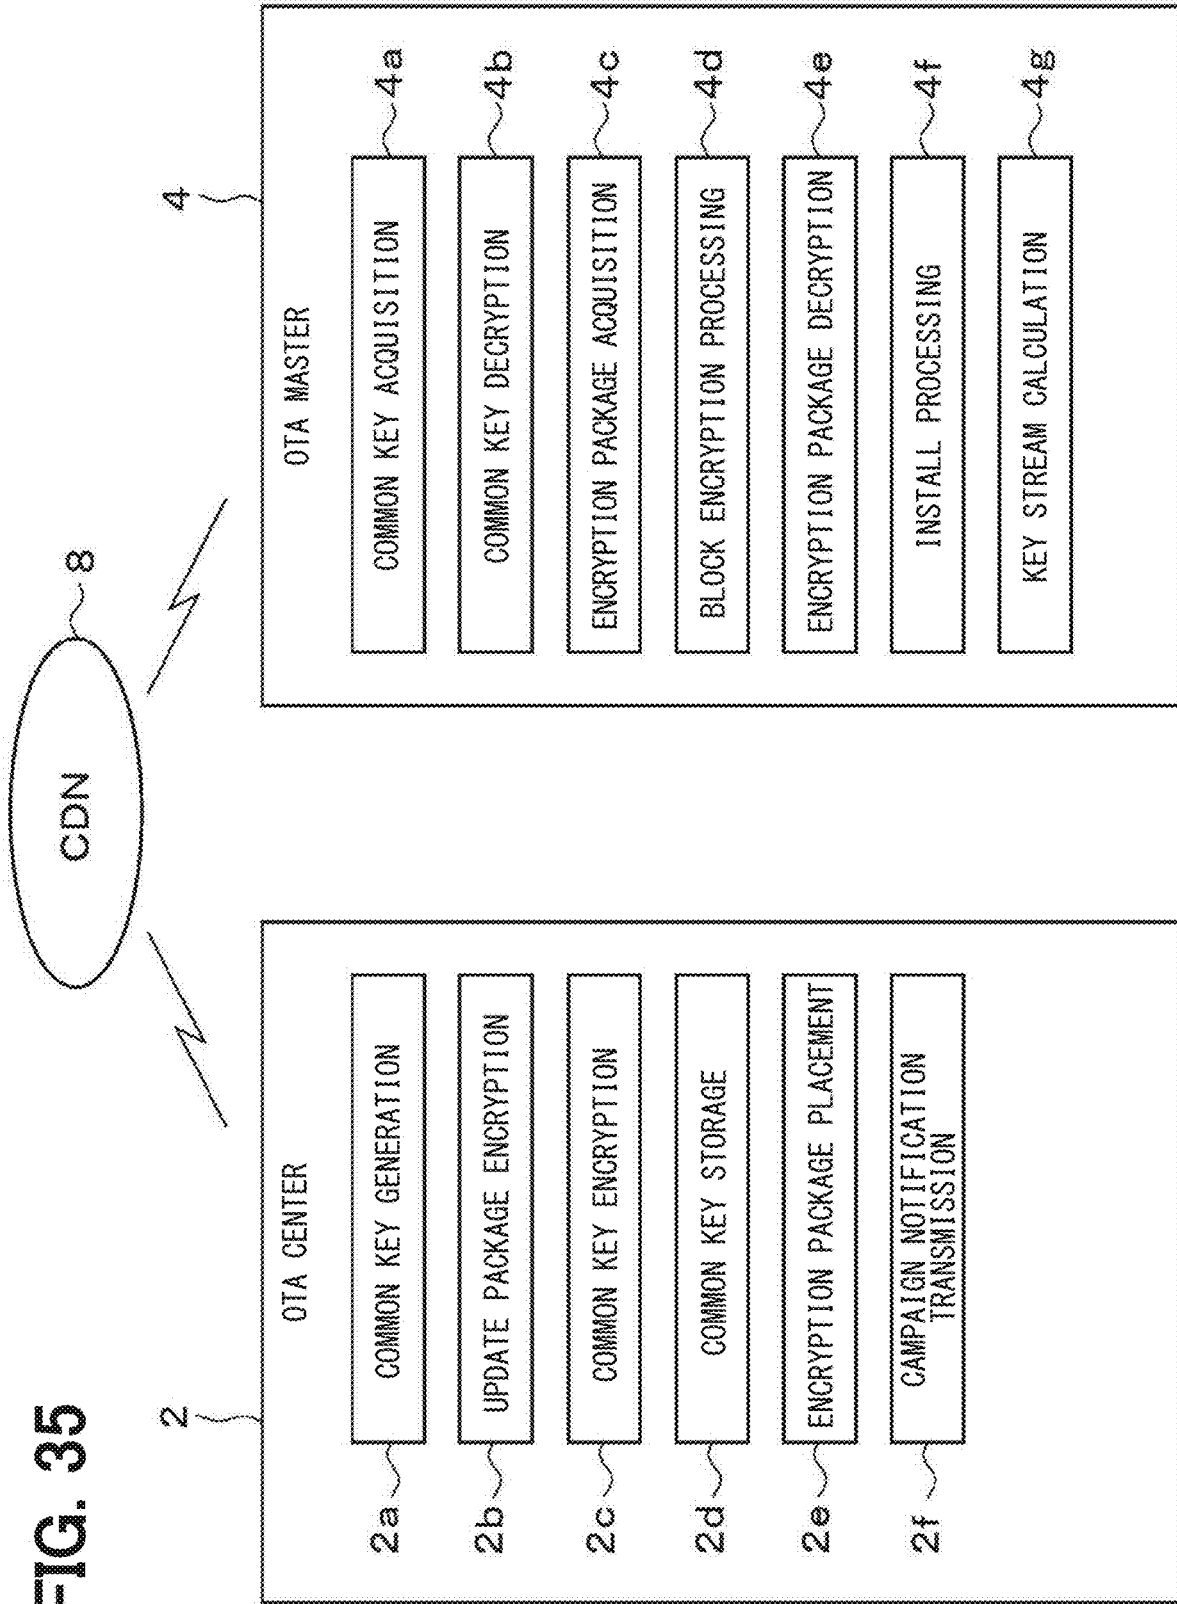 FIG. 35
CDN
8
2
OTA CENTER
2a
COMMON KEY GENERATION
2b
UPDATE PACKAGE ENCRYPTION
2c
COMMON KEY ENCRYPTION
2d
COMMON KEY STORAGE
2e
ENCRYPTION PACKAGE PLACEMENT
2f
CAMPAIGN NOTIFICATION
TRANSMISSION
4
OTA MASTER
COMMON KEY ACQUISITION
4a
COMMON KEY DECRYPTION
4b
ENCRYPTION PACKAGE ACQUISITION
4c
BLOCK ENCRYPTION PROCESSING
4d
ENCRYPTION PACKAGE DECRYPTION
4e
INSTALL PROCESSING
4f
KEY STREAM CALCULATION
4g